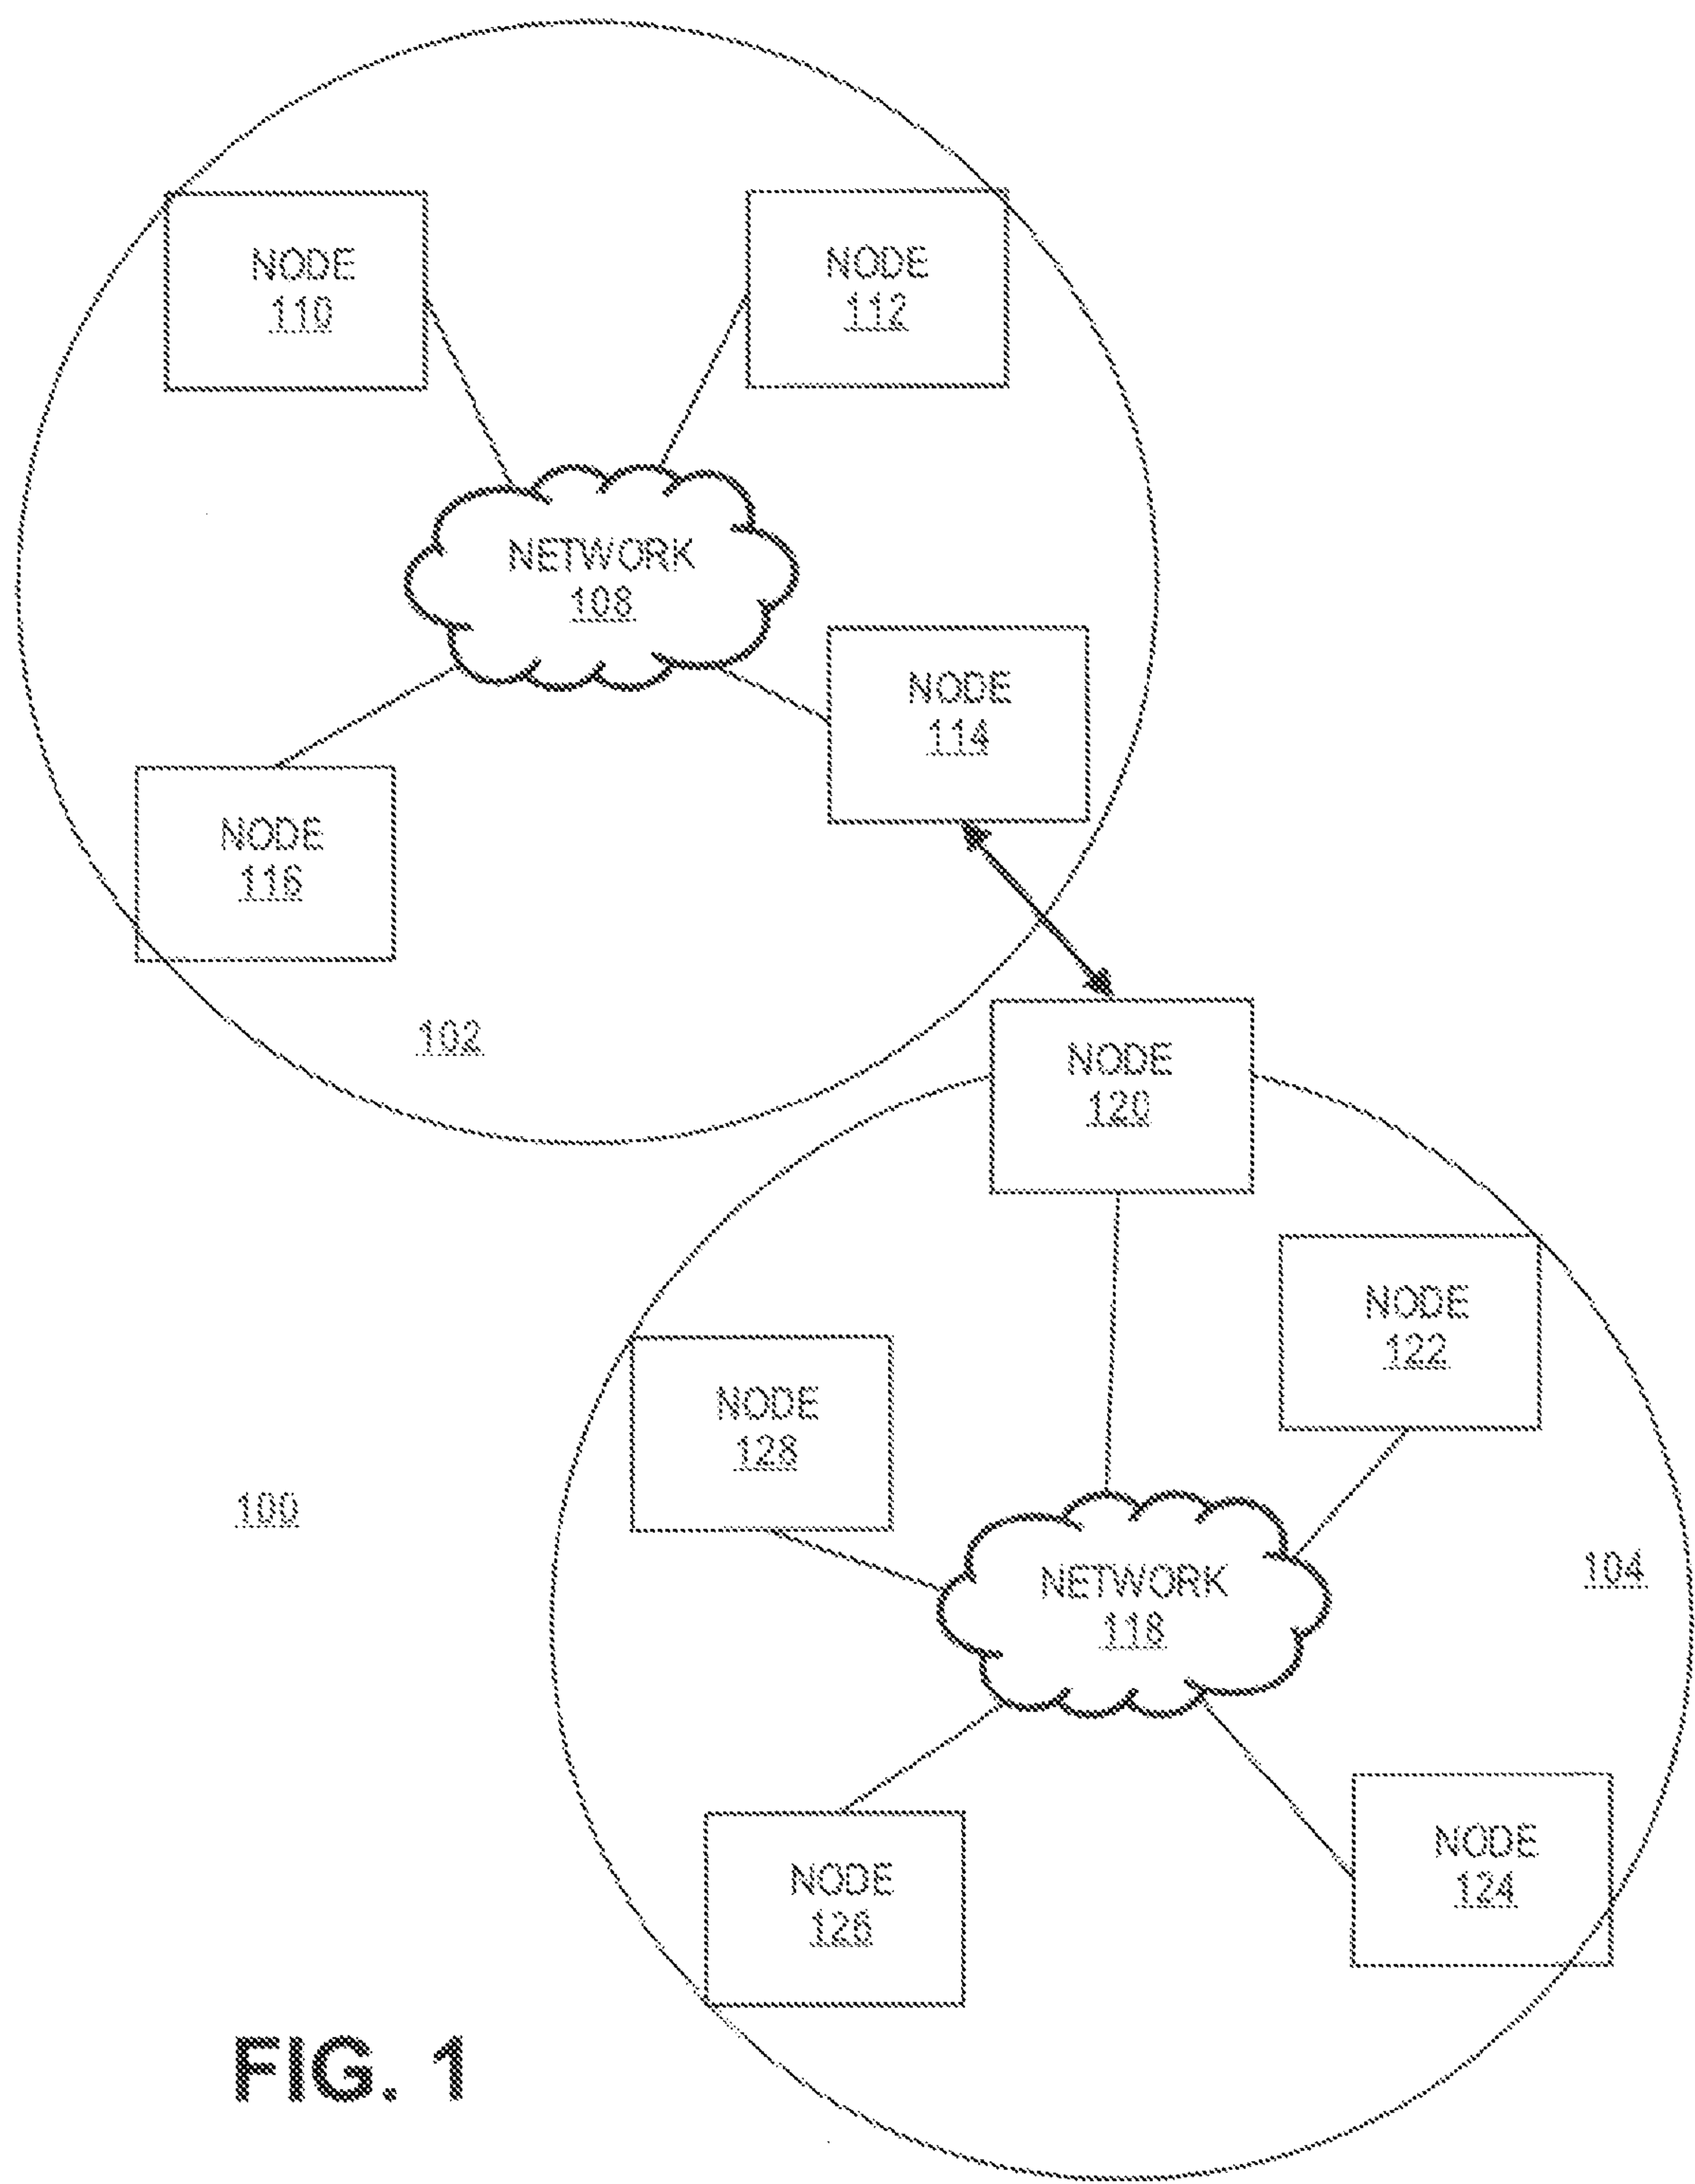 NODE
110
NODE
112
NETWORK
108
NODE
114
NODE
116
102
NODE
120
NODE
122
NODE
128
100
NETWORK
118
104
NODE
126
NODE
124
FIG. 1